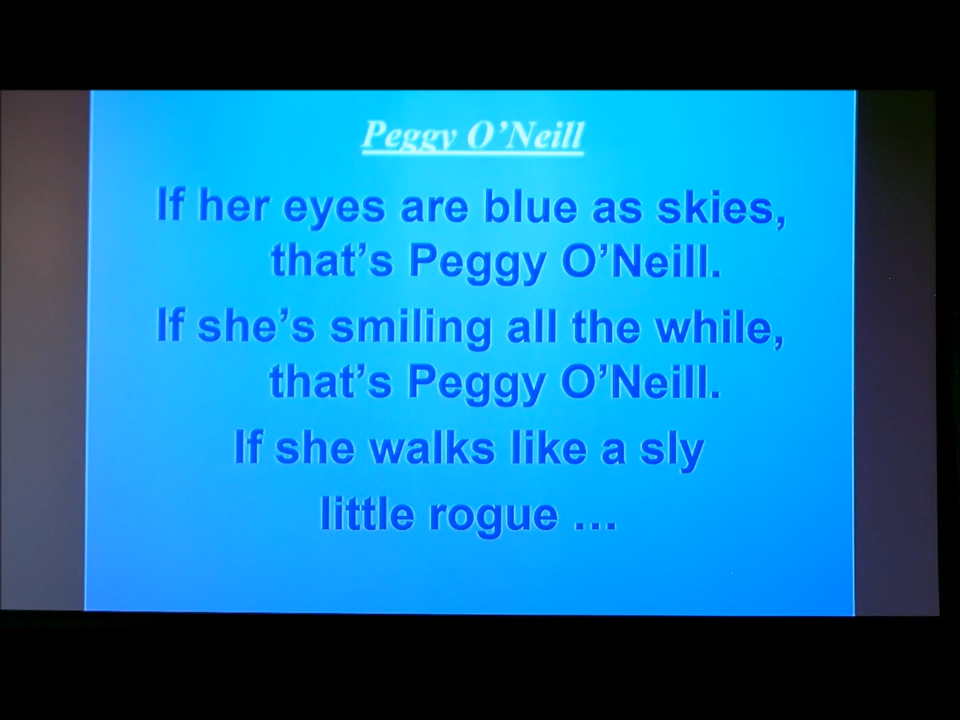 Peggy O’Neill
If her eyes are blue as skies,
that’s Peggy O’Neill.
If she’s smiling all the while,
that’s Peggy O’Neill.
If she walks like a sly
little rogue …